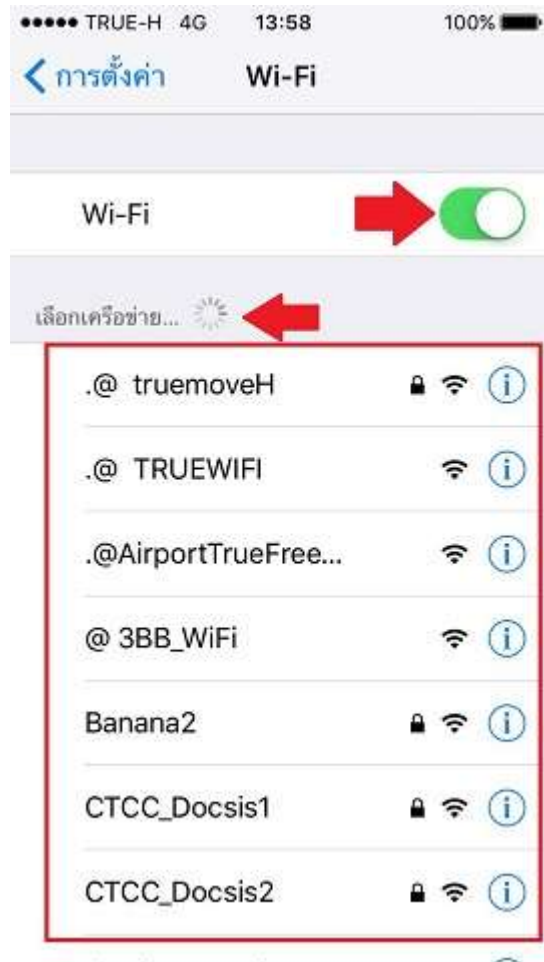 TRUE-H 4G 13:58 100%
การตั้งค่า Wi-Fi
Wi-Fi
เลือกเครือข่าย...
.@ truemoveH
.@ TRUEWIFI
.@AirportTrueFree...
@ 3BB_WiFi
Banana2
CTCC_Docsis1
CTCC_Docsis2